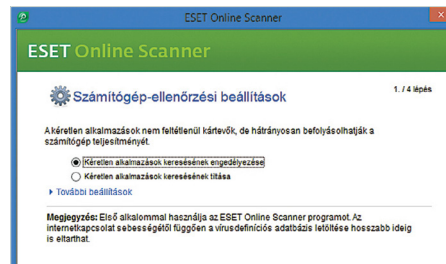 ESET Online Scanner
ESET Online Scanner
Számítógép-ellenőrzési beállítások
1. / 4 lépés
A kéretlen alkalmazások nem feltétlenül kártevők, de hátrányosan befolyásolhatják a
számítógép teljesítményét.
Kéretlen alkalmazások keresésének engedélyezése
Kéretlen alkalmazások keresésének tiltása
További beállítások
Megjegyzés: Első alkalommal használja az ESET Online Scanner programot. Az
internetkapcsolat sebességétől függően a vírusdefiníciós adatbázis letöltése hosszabb ideig
is eltarthat.